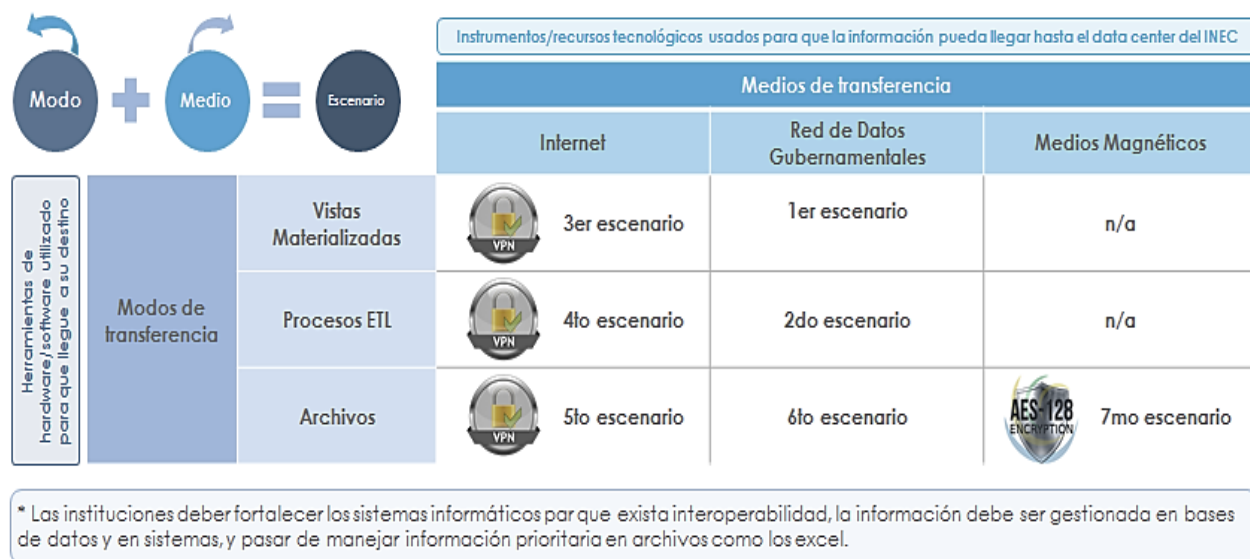 Modo
Medio
Escenario
Instrumentos/recursos tecnológicos usados para que la información pueda llegar hasta el data center del INEC
Medios de transferencia
Internet
Red de Datos
Gubernamentales
Medios Magnéticos
Herramientas de
hardware/software utilizado
para que llegue a su destino
Modos de
transferencia
Vistas
Materializadas
VPN
3er escenario
1er escenario
n/a
Procesos ETL
VPN
4to escenario
2do escenario
n/a
Archivos
VPN
5to escenario
6to escenario
AES-128
ENCRYPTION
7mo escenario
* Las instituciones deber fortalecer los sistemas informáticos par que exista interoperabilidad, la información debe ser gestionada en bases
de datos y en sistemas, y pasar de manejar información prioritaria en archivos como los excel.